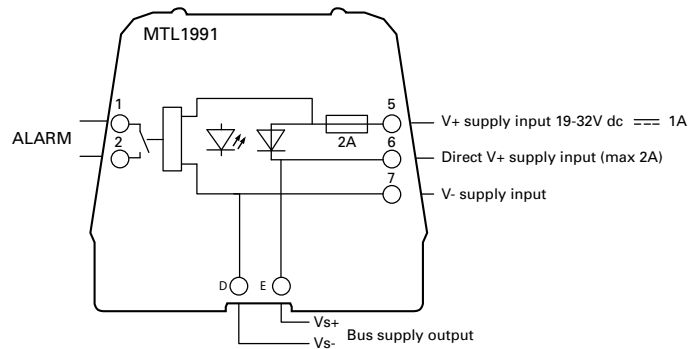 MTL1991
1
5
V+ supply input 19-32V dc 1A
ALARM
2A
2
6
Direct V+ supply input (max 2A)
7
V- supply input
D
E
Vs+
Bus supply output
Vs-